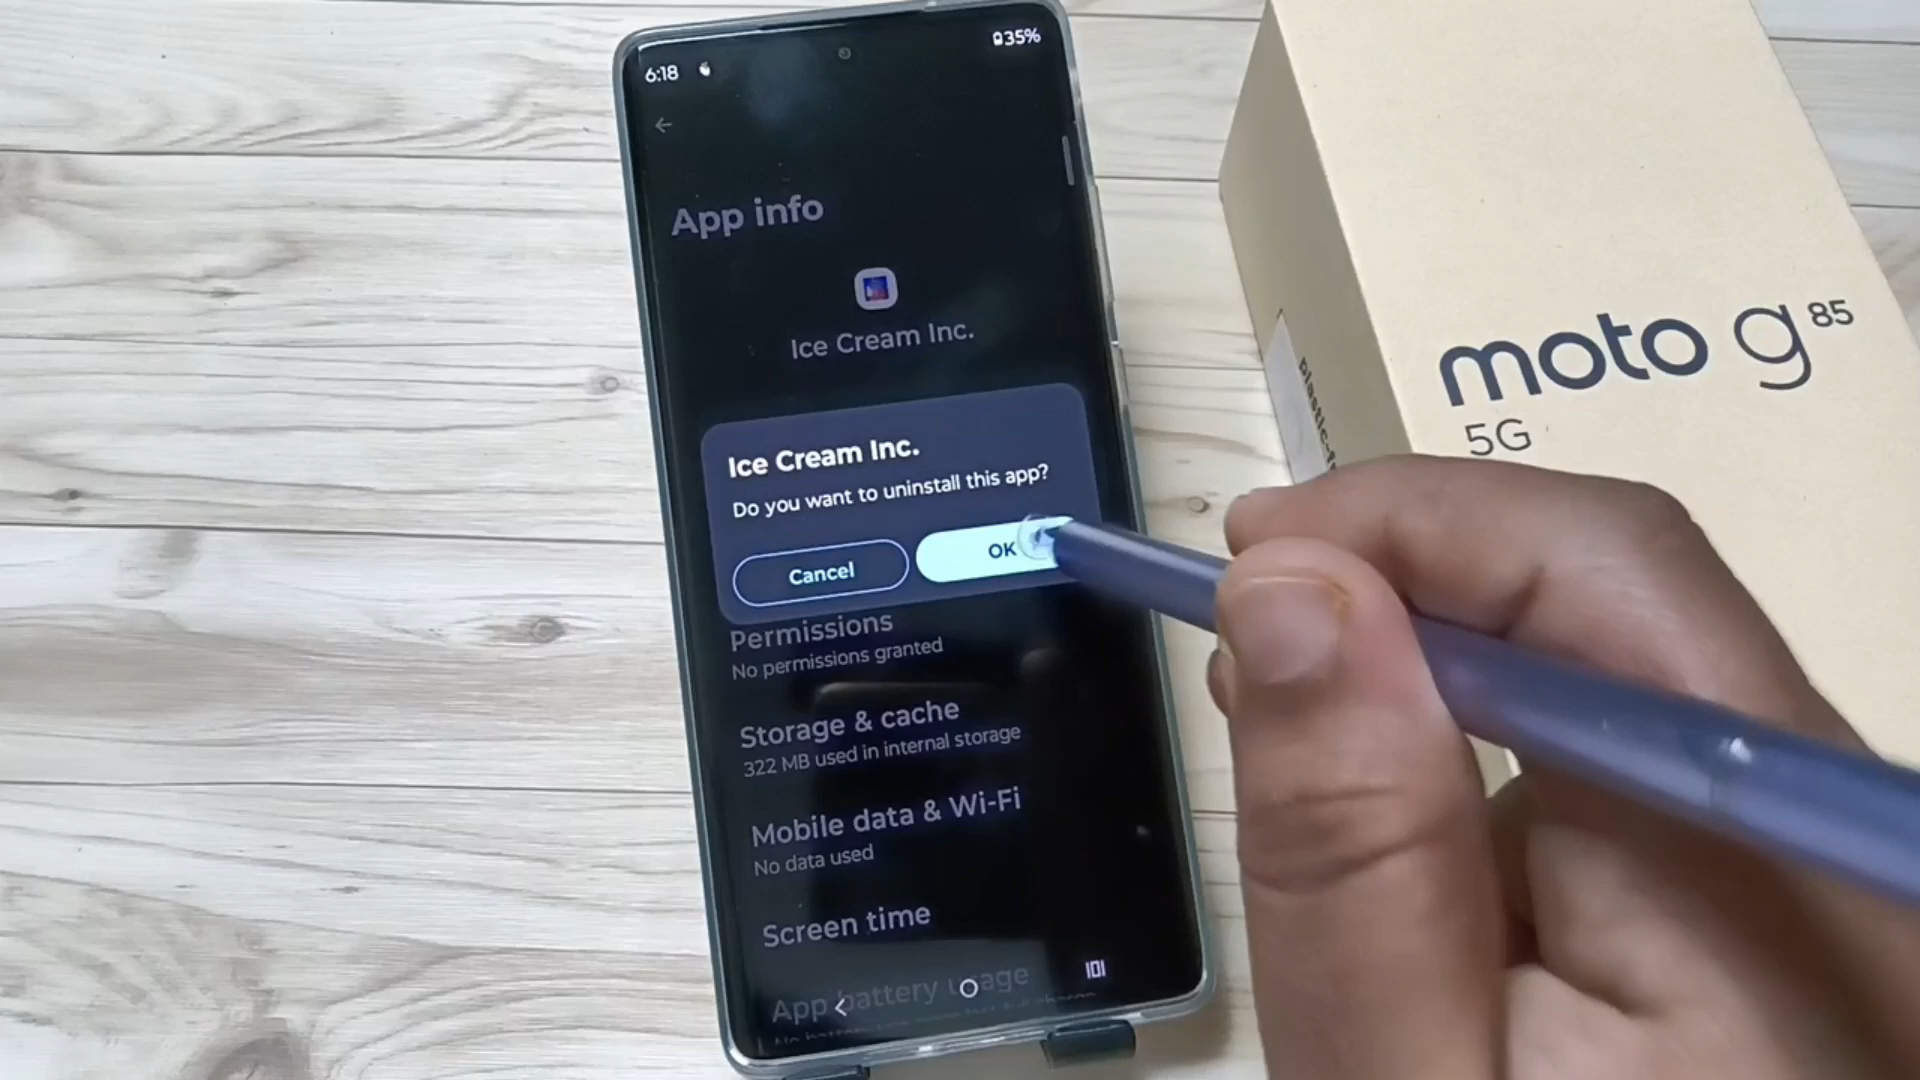 6:18
35%
App info
Ice Cream Inc.
Ice Cream Inc.
Do you want to uninstall this app?
Cancel
OK
Permissions
No permissions granted
Storage & cache
322 MB used in internal storage
Mobile data & Wi-Fi
No data used
Screen time
App battery usage
moto g85
5G